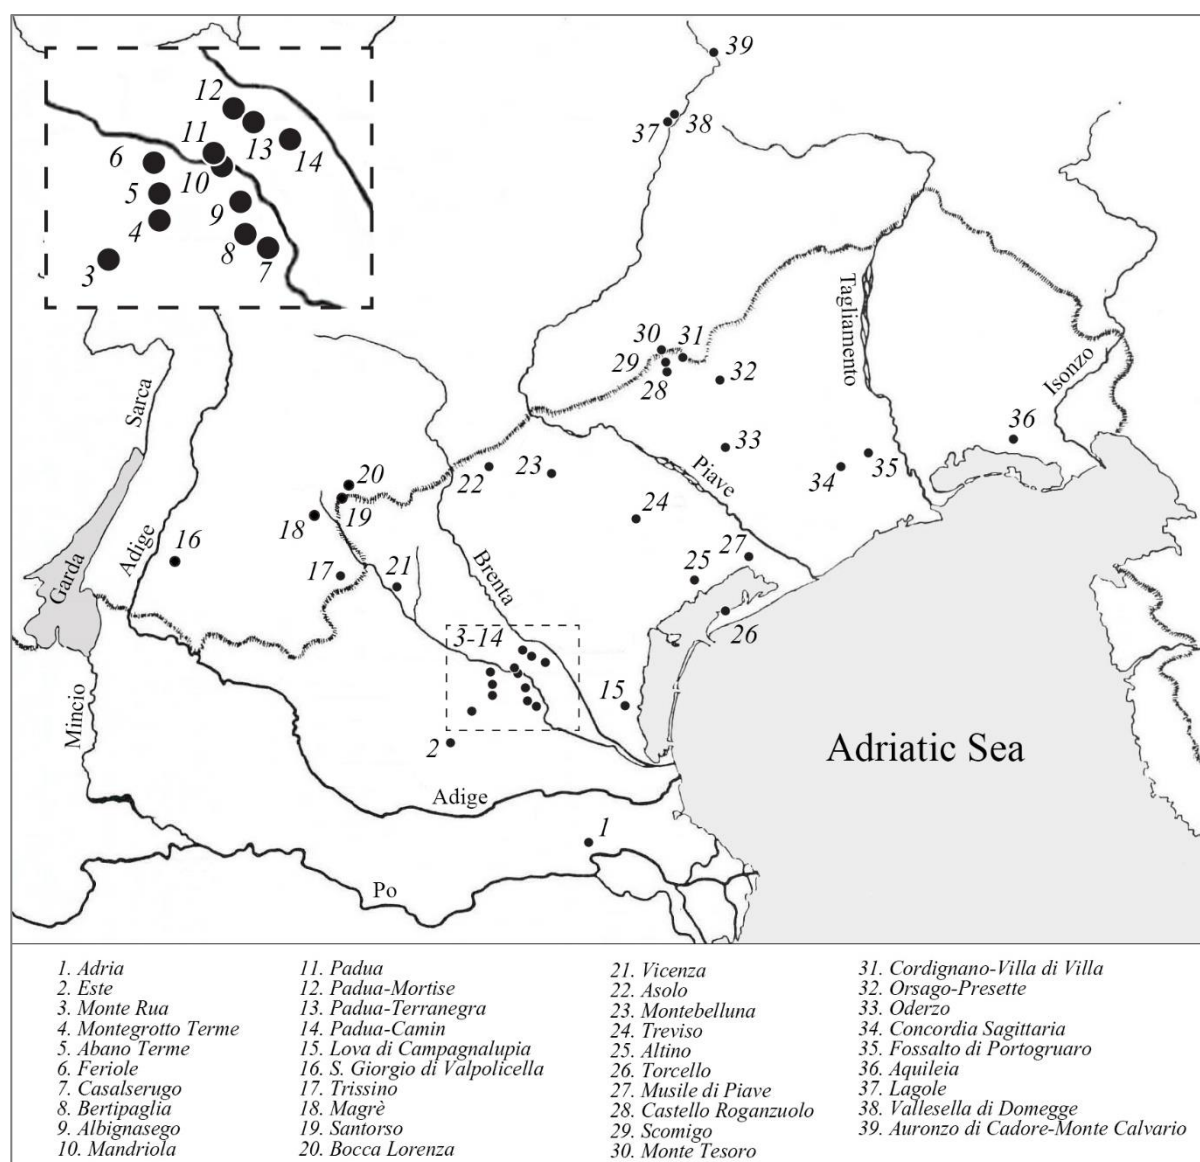 39
12
11
13
14
6
10
5
9
4
8
7
3
37
38
Tagliamento
30
31
29
28
32
Isonzo
Sarca
36
33
20
22
23
Piave
34
35
19
18
24
Adige
16
17
21
Brenta
27
25
Garda
26
3-14
15
Mincio
2
Adriatic Sea
Adige
1
Po
1. Adria
2. Este
3. Monte Rua
4. Montegrotto Terme
5. Abano Terme
6. Feriole
7. Casalserugo
8. Bertipaglia
9. Albignasego
10. Mandriola
11. Padua
12. Padua-Mortise
13. Padua-Terranegra
14. Padua-Camin
15. Lova di Campagnalupia
16. S. Giorgio di Valpolicella
17. Trissino
18. Magrè
19. Santorso
20. Bocca Lorenza
21. Vicenza
22. Asolo
23. Montebelluna
24. Treviso
25. Altino
26. Torcello
27. Musile di Piave
28. Castello Roganzuolo
29. Scomigo
30. Monte Tesoro
31. Cordignano-Villa di Villa
32. Orsago-Presette
33. Oderzo
34. Concordia Sagittaria
35. Fossalto di Portogruaro
36. Aquileia
37. Lagole
38. Vallesella di Domegge
39. Auronzo di Cadore-Monte Calvario